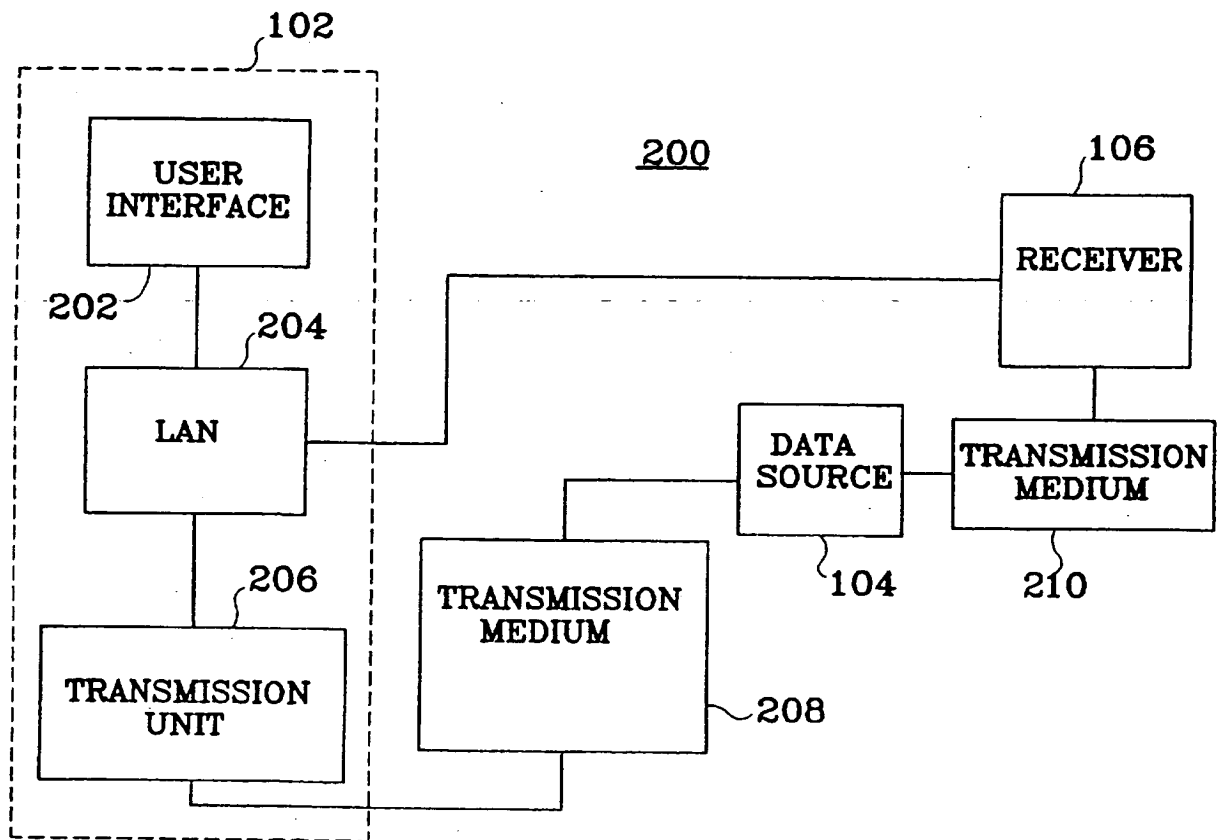 102
USER
INTERFACE
202
204
LAN
206
TRANSMISSION
UNIT
200
106
RECEIVER
DATA
SOURCE
104
TRANSMISSION
MEDIUM
210
TRANSMISSION
MEDIUM
208